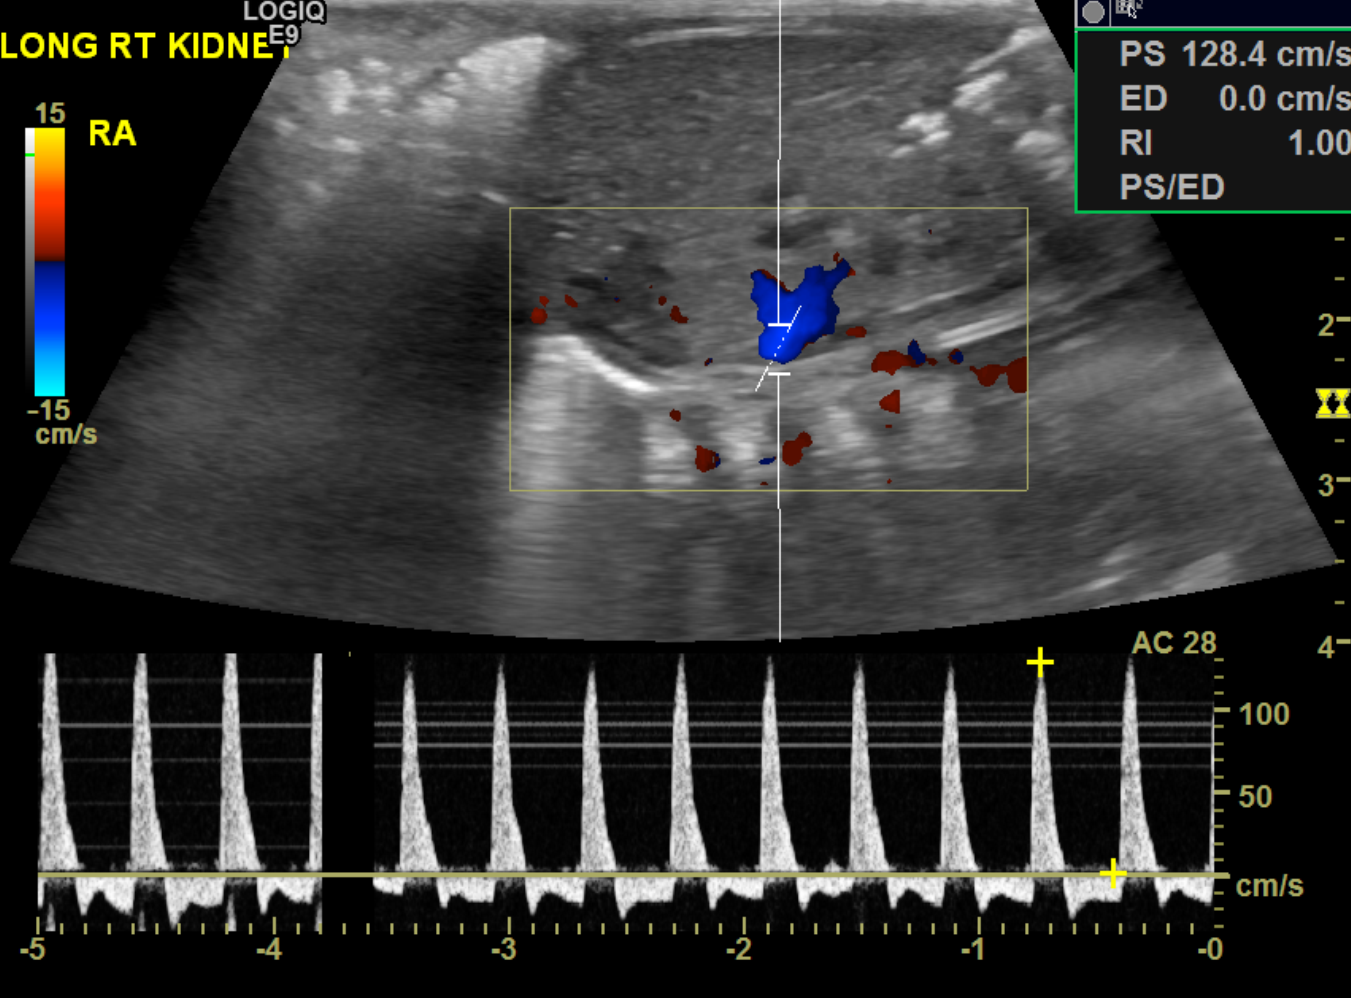 LOGIQ
E9
LONG RT KIDNEY
15
RA
-15
cm/s
PS 128.4 cm/s
ED 0.0 cm/s
RI 1.00
PS/ED
2
3
4
AC 28
100
50
cm/s
-5 -4 -3 -2 -1 -0